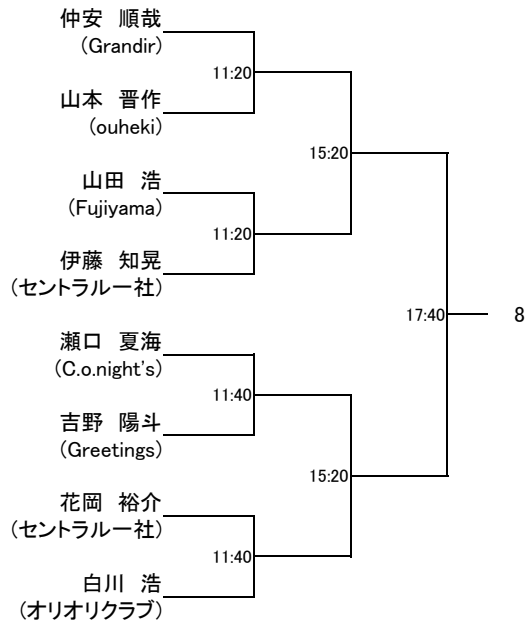 仲安　順哉
(Grandir)
11:20
山本　晋作
(ouheki)
15:20
山田　浩
(Fujiyama)
11:20
伊藤　知晃
(セントラルー社)
17:40
8
瀬口　夏海
(C.o.night's)
11:40
吉野　陽斗
(Greetings)
15:20
花岡　裕介
(セントラルー社)
11:40
白川　浩
(オリオリクラブ)